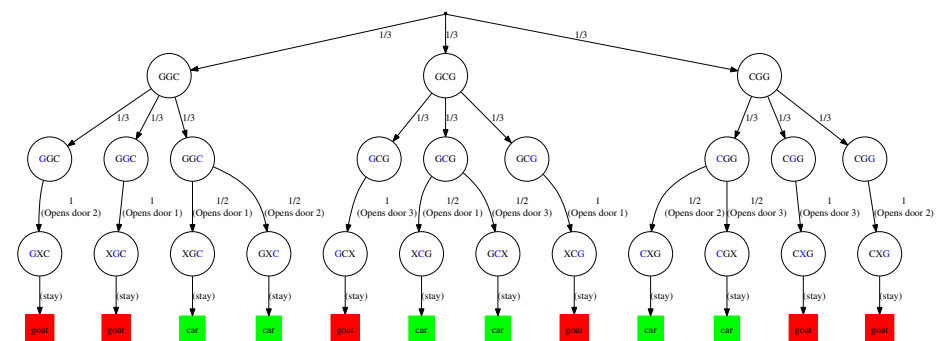 1/3 1/3 1/3
GGC GCG CGG
1/3 1/3 1/3 1/3 1/3 1/3 1/3 1/3 1/3
GGC GGC GGC GCG GCG GCG CGG CGG CGG
1 1 1/2 1/2 1 1/2 1/2 1 1/2 1/2 1 1
(Opens door 2) (Opens door 1) (Opens door 1) (Opens door 2) (Opens door 3) (Opens door 1) (Opens door 3) (Opens door 1) (Opens door 2) (Opens door 3) (Opens door 3) (Opens door 2)
GXC XGC XGC GXC GCX XCG GCX XCG CXG CGX CXG CXG
(stay) (stay) (stay) (stay) (stay) (stay) (stay) (stay) (stay) (stay) (stay) (stay)
goat goat car car goat car car goat car car goat goat